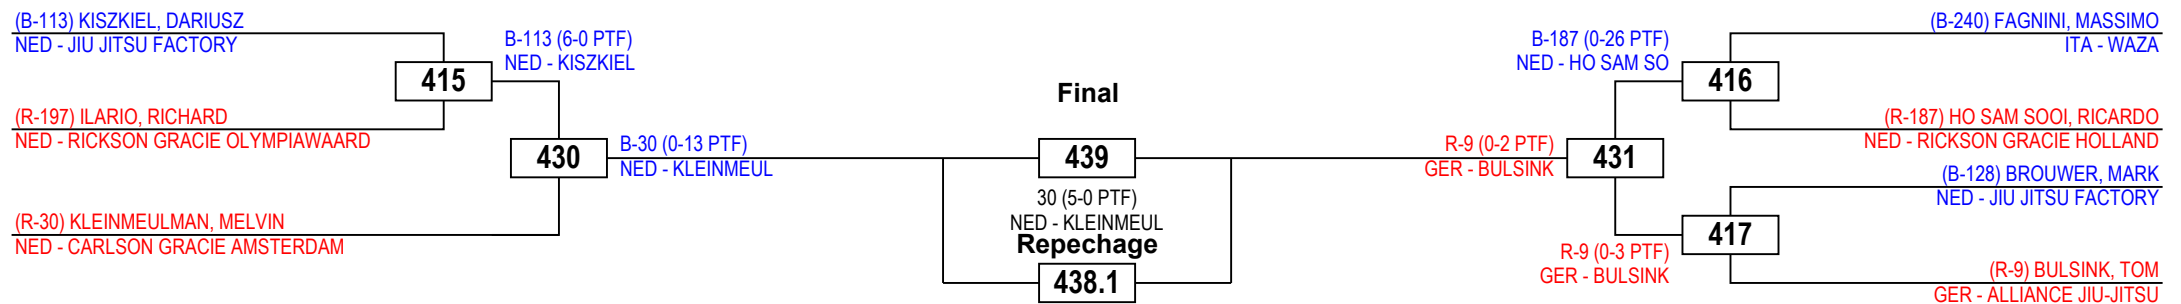 (B-113) KISZKIEL, DARIUSZ
NED - JIU JITSU FACTORY
(R-197) ILARIO, RICHARD
NED - RICKSON GRACIE OLYMPIAWAARD
(R-30) KLEINMEULMAN, MELVIN
NED - CARLSON GRACIE AMSTERDAM
415
B-113 (6-0 PTF)
NED - KISZKIEL
430
B-30 (0-13 PTF)
NED - KLEINMEUL
Final
439
30 (5-0 PTF)
NED - KLEINMEUL
Repechage
438.1
R-9 (0-2 PTF)
GER - BULSINK
431
B-187 (0-26 PTF)
NED - HO SAM SO
R-9 (0-3 PTF)
GER - BULSINK
416
417
(B-240) FAGNINI, MASSIMO
ITA - WAZA
(R-187) HO SAM SOOI, RICARDO
NED - RICKSON GRACIE HOLLAND
(B-128) BROUWER, MARK
NED - JIU JITSU FACTORY
(R-9) BULSINK, TOM
GER - ALLIANCE JIU-JITSU